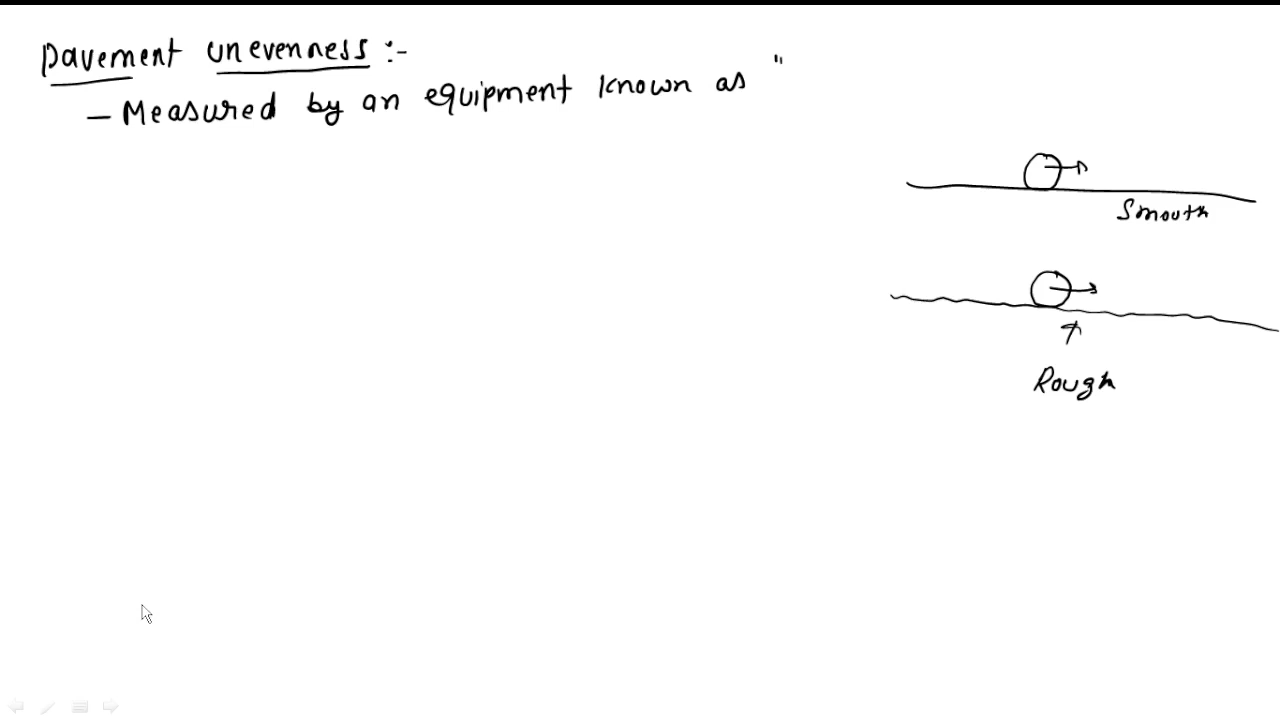 pavement unevenness :-
– Measured by an equipment known as "
Smooth
Rough